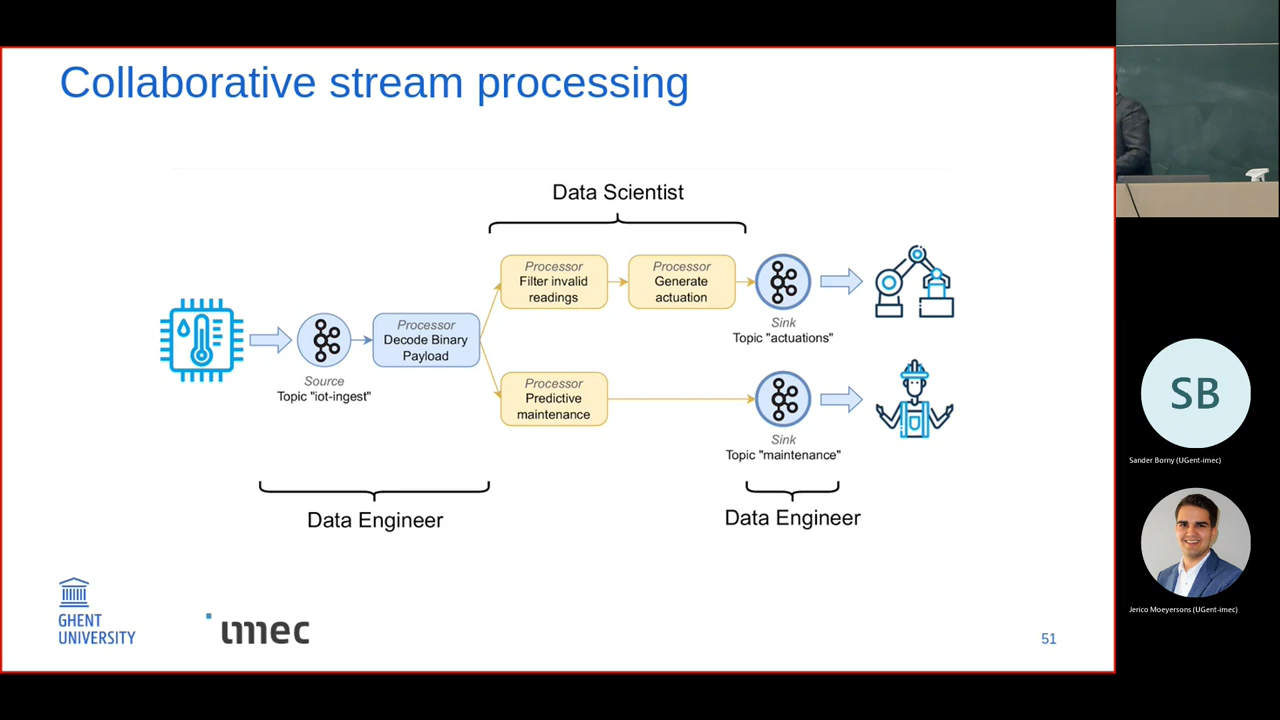 Collaborative stream processing
Data Scientist
Processor
Filter invalid
readings
Processor
Generate
actuation
Sink
Topic "actuations"
Processor
Decode Binary
Payload
Source
Topic "iot-ingest"
Processor
Predictive
maintenance
Sink
Topic "maintenance"
Data Engineer
Data Engineer
GHENT
UNIVERSITY
imec
51
SB
Sander Borny (UGent-imec)
Jerico Moeyersons (UGent-imec)